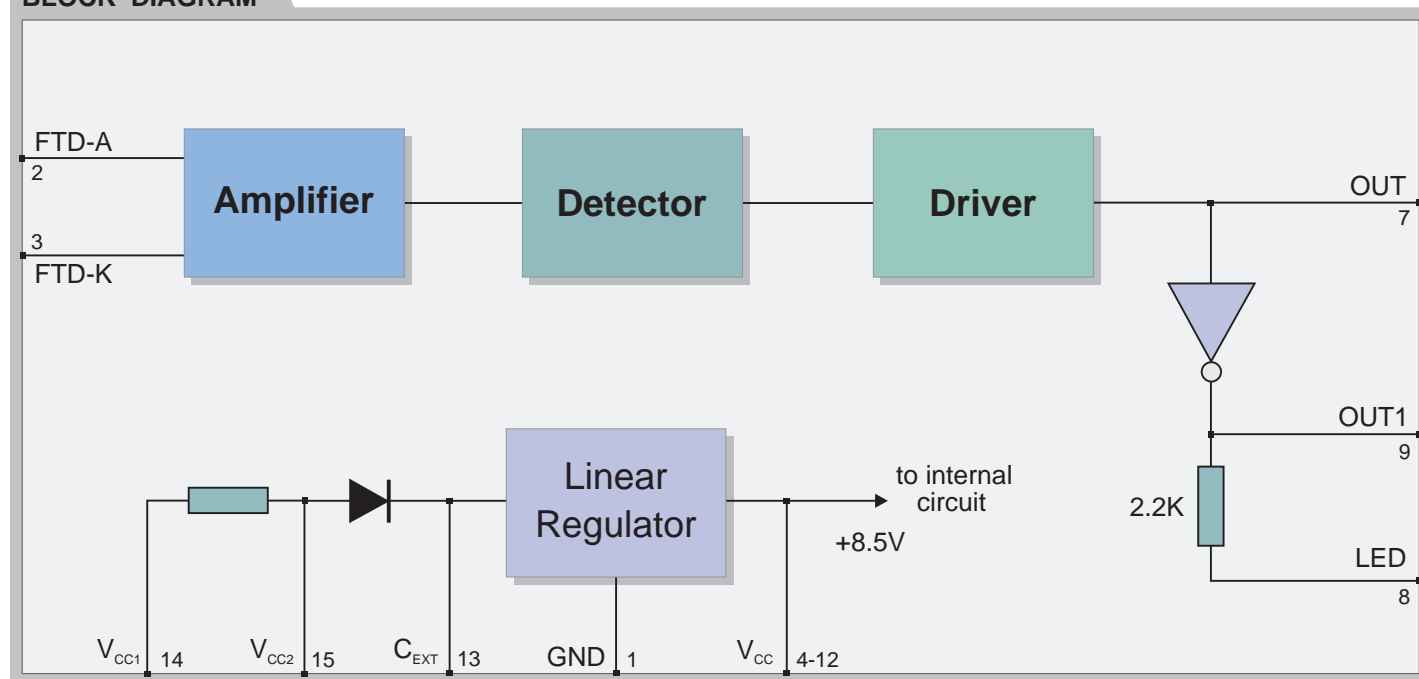 BLOCK DIAGRAM
FTD-A
2
3
FTD-K
Amplifier
Detector
Driver
OUT
7
OUT1
9
2.2K
LED
8
Linear
Regulator
to internal
circuit
+8.5V
VCC1 14
VCC2 15
CEXT 13
GND 1
VCC 4-12